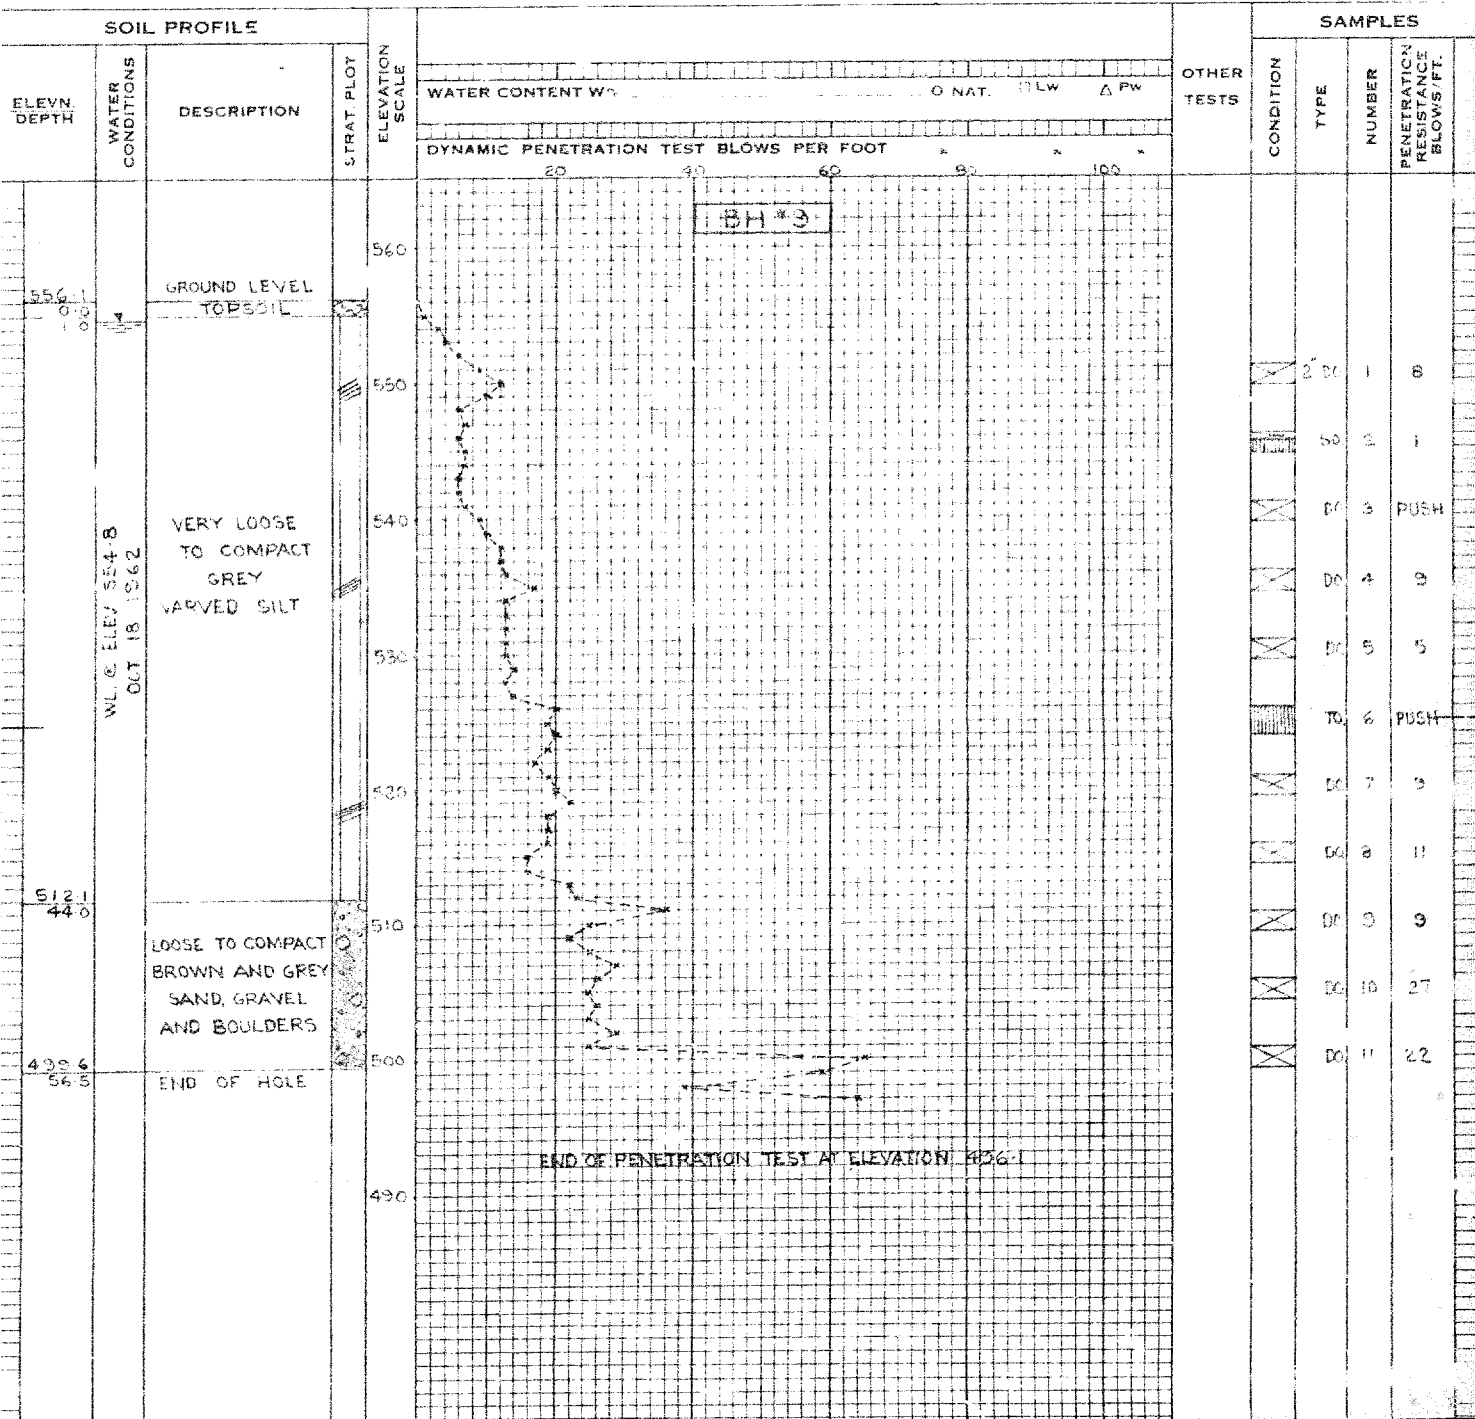 SOIL PROFILE
SAMPLES
ELEVN.
DEPTH
WATER
CONDITIONS
DESCRIPTION
STRAT. PLOT
ELEVATION
SCALE
WATER CONTENT
O NAT.
LW
△ PW
DYNAMIC PENETRATION TEST BLOWS PER FOOT
20 40 60 80 100
OTHER
TESTS
CONDITION
TYPE
NUMBER
PENETRATION
RESISTANCE
BLOWS/FT.
BH #9
560
556.1
0.0
1.0
GROUND LEVEL
TOPSOIL
550
2" DO 1 8
2 1
540
DO 3 PUSH
VERY LOOSE
TO COMPACT
GREY
VARVED SILT
WL. @ ELEV 554.8
OCT 18 1962
DO 4 9
530
DO 5 5
TO 6 PUSH
520
DO 7 9
DO 8 11
512.1
44.0
510
DO 9 9
LOOSE TO COMPACT
BROWN AND GREY
SAND, GRAVEL
AND BOULDERS
DO 10 27
500
DO 11 22
499.6
56.5
END OF HOLE
END OF PENETRATION TEST AT ELEVATION 496.1
490